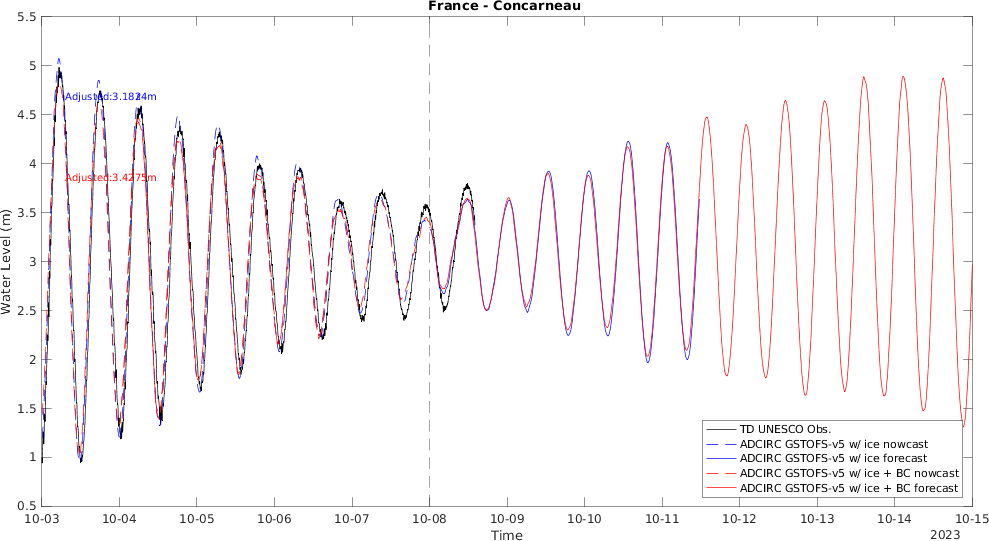 France - Concarneau
5.5
5
4.5
4
3.5
3
2.5
2
1.5
1
0.5
Water Level (m)
Adjusted:3.1824m
Adjusted:3.4275m
TD UNESCO Obs.
ADCIRC GSTOFS-v5 w/ ice nowcast
ADCIRC GSTOFS-v5 w/ ice forecast
ADCIRC GSTOFS-v5 w/ ice + BC nowcast
ADCIRC GSTOFS-v5 w/ ice + BC forecast
10-03 10-04 10-05 10-06 10-07 10-08 10-09 10-10 10-11 10-12 10-13 10-14 10-15
Time
2023